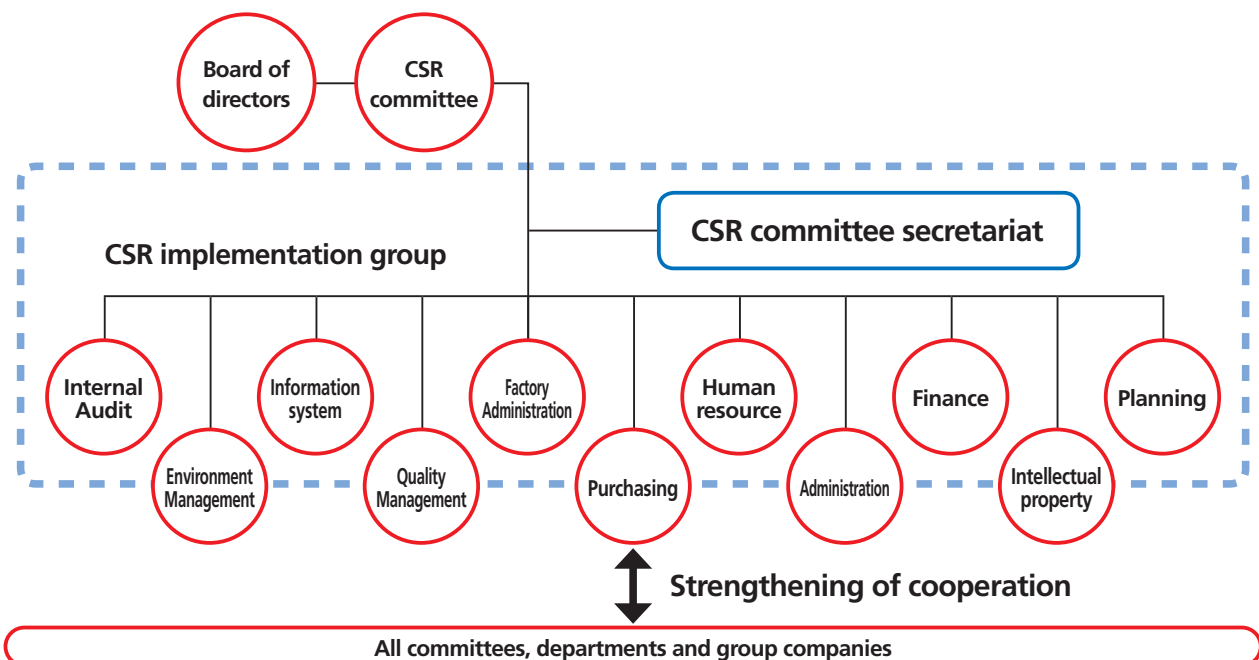 Board of
directors
CSR
committee
CSR committee secretariat
CSR implementation group
Internal
Audit
Information
system
Factory
Administration
Human
resource
Finance
Planning
Environment
Management
Quality
Management
Purchasing
Administration
Intellectual
property
Strengthening of cooperation
All committees, departments and group companies